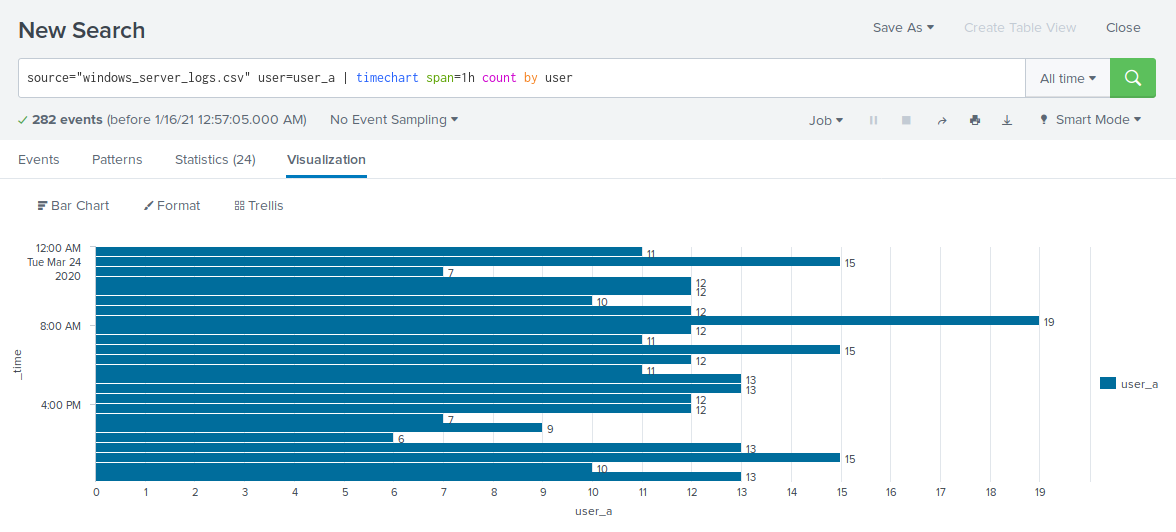 New Search
Save As
Create Table View
Close
source="windows_server_logs.csv" user=user_a | timechart span=1h count by user
All time
282 events (before 1/16/21 12:57:05.000 AM)
No Event Sampling
Job
Smart Mode
Events
Patterns
Statistics (24)
Visualization
Bar Chart
Format
Trellis
12:00 AM
Tue Mar 24
2020
8:00 AM
4:00 PM
_time
11
15
7
12
12
10
12
19
12
11
15
12
11
13
13
12
12
7
9
6
13
15
10
13
user_a
0 1 2 3 4 5 6 7 8 9 10 11 12 13 14 15 16 17 18 19
user_a